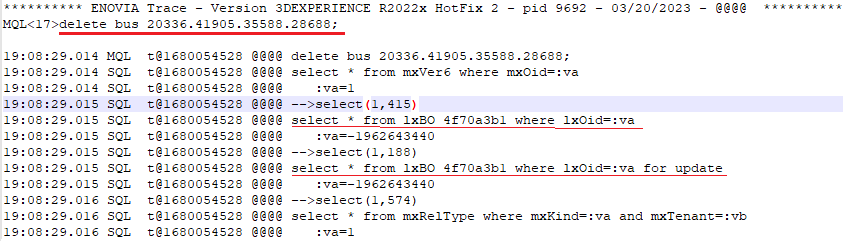 ********** ENOVIA Trace - Version 3DEXPERIENCE R2022x HotFix 2 - pid 9692 - 03/20/2023 - @@@@ **********
MQL<17>delete bus 20336.41905.35588.28688;
19:08:29.014 MQL t@1680054528 @@@@ delete bus 20336.41905.35588.28688;
19:08:29.014 SQL t@1680054528 @@@@ select * from mxVer6 where mxOid=:va
19:08:29.015 SQL t@1680054528 @@@@ :va=1
19:08:29.015 SQL t@1680054528 @@@@ -->select(1,415)
19:08:29.015 SQL t@1680054528 @@@@ select * from lxBO_4f70a3b1 where lxOid=:va
19:08:29.015 SQL t@1680054528 @@@@ :va=-1962643440
19:08:29.015 SQL t@1680054528 @@@@ -->select(1,188)
19:08:29.015 SQL t@1680054528 @@@@ select * from lxBO_4f70a3b1 where lxOid=:va for update
19:08:29.015 SQL t@1680054528 @@@@ :va=-1962643440
19:08:29.016 SQL t@1680054528 @@@@ -->select(1,574)
19:08:29.016 SQL t@1680054528 @@@@ select * from mxRelType where mxKind=:va and mxTenant=:vb
19:08:29.016 SQL t@1680054528 @@@@ :va=1